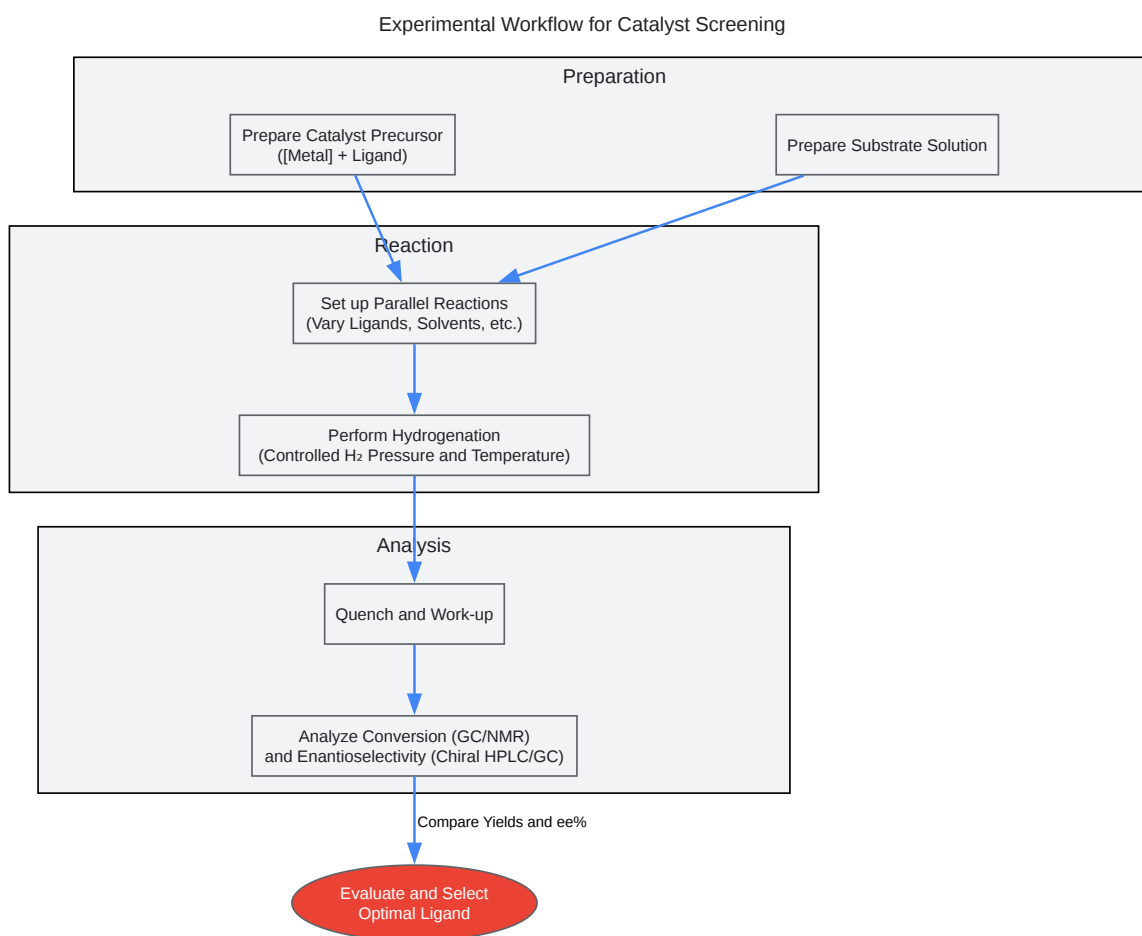 Experimental Workflow for Catalyst Screening
Preparation
Prepare Catalyst Precursor
([Metal] + Ligand)
Prepare Substrate Solution
Reaction
Set up Parallel Reactions
(Vary Ligands, Solvents, etc.)
Perform Hydrogenation
(Controlled H₂ Pressure and Temperature)
Analysis
Quench and Work-up
Analyze Conversion (GC/NMR)
and Enantioselectivity (Chiral HPLC/GC)
Compare Yields and ee%
Evaluate and Select
Optimal Ligand